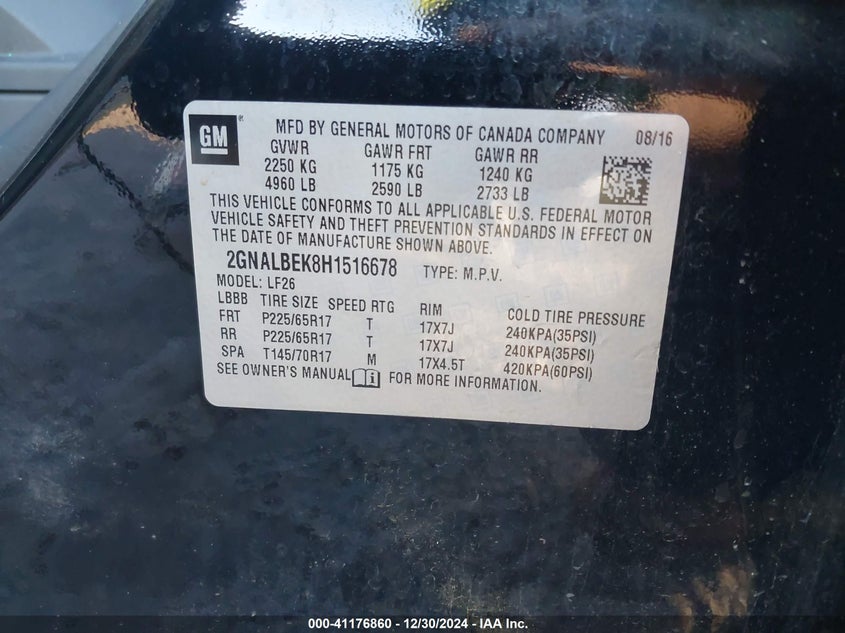 GM
MFD BY GENERAL MOTORS OF CANADA COMPANY 08/16
GVWR GAWR FRT GAWR RR
2250 KG 1175 KG 1240 KG
4960 LB 2590 LB 2733 LB
THIS VEHICLE CONFORMS TO ALL APPLICABLE U.S. FEDERAL MOTOR
VEHICLE SAFETY AND THEFT PREVENTION STANDARDS IN EFFECT ON
THE DATE OF MANUFACTURE SHOWN ABOVE.
2GNALBEK8H1516678 TYPE: M.P.V.
MODEL: LF26
LBBB TIRE SIZE SPEED RTG RIM COLD TIRE PRESSURE
FRT P225/65R17 T 17X7J 240KPA(35PSI)
RR P225/65R17 T 17X7J 240KPA(35PSI)
SPA T145/70R17 M 17X4.5T 420KPA(60PSI)
SEE OWNER'S MANUAL FOR MORE INFORMATION.
000-41176860 - 12/30/2024 - IAA Inc.